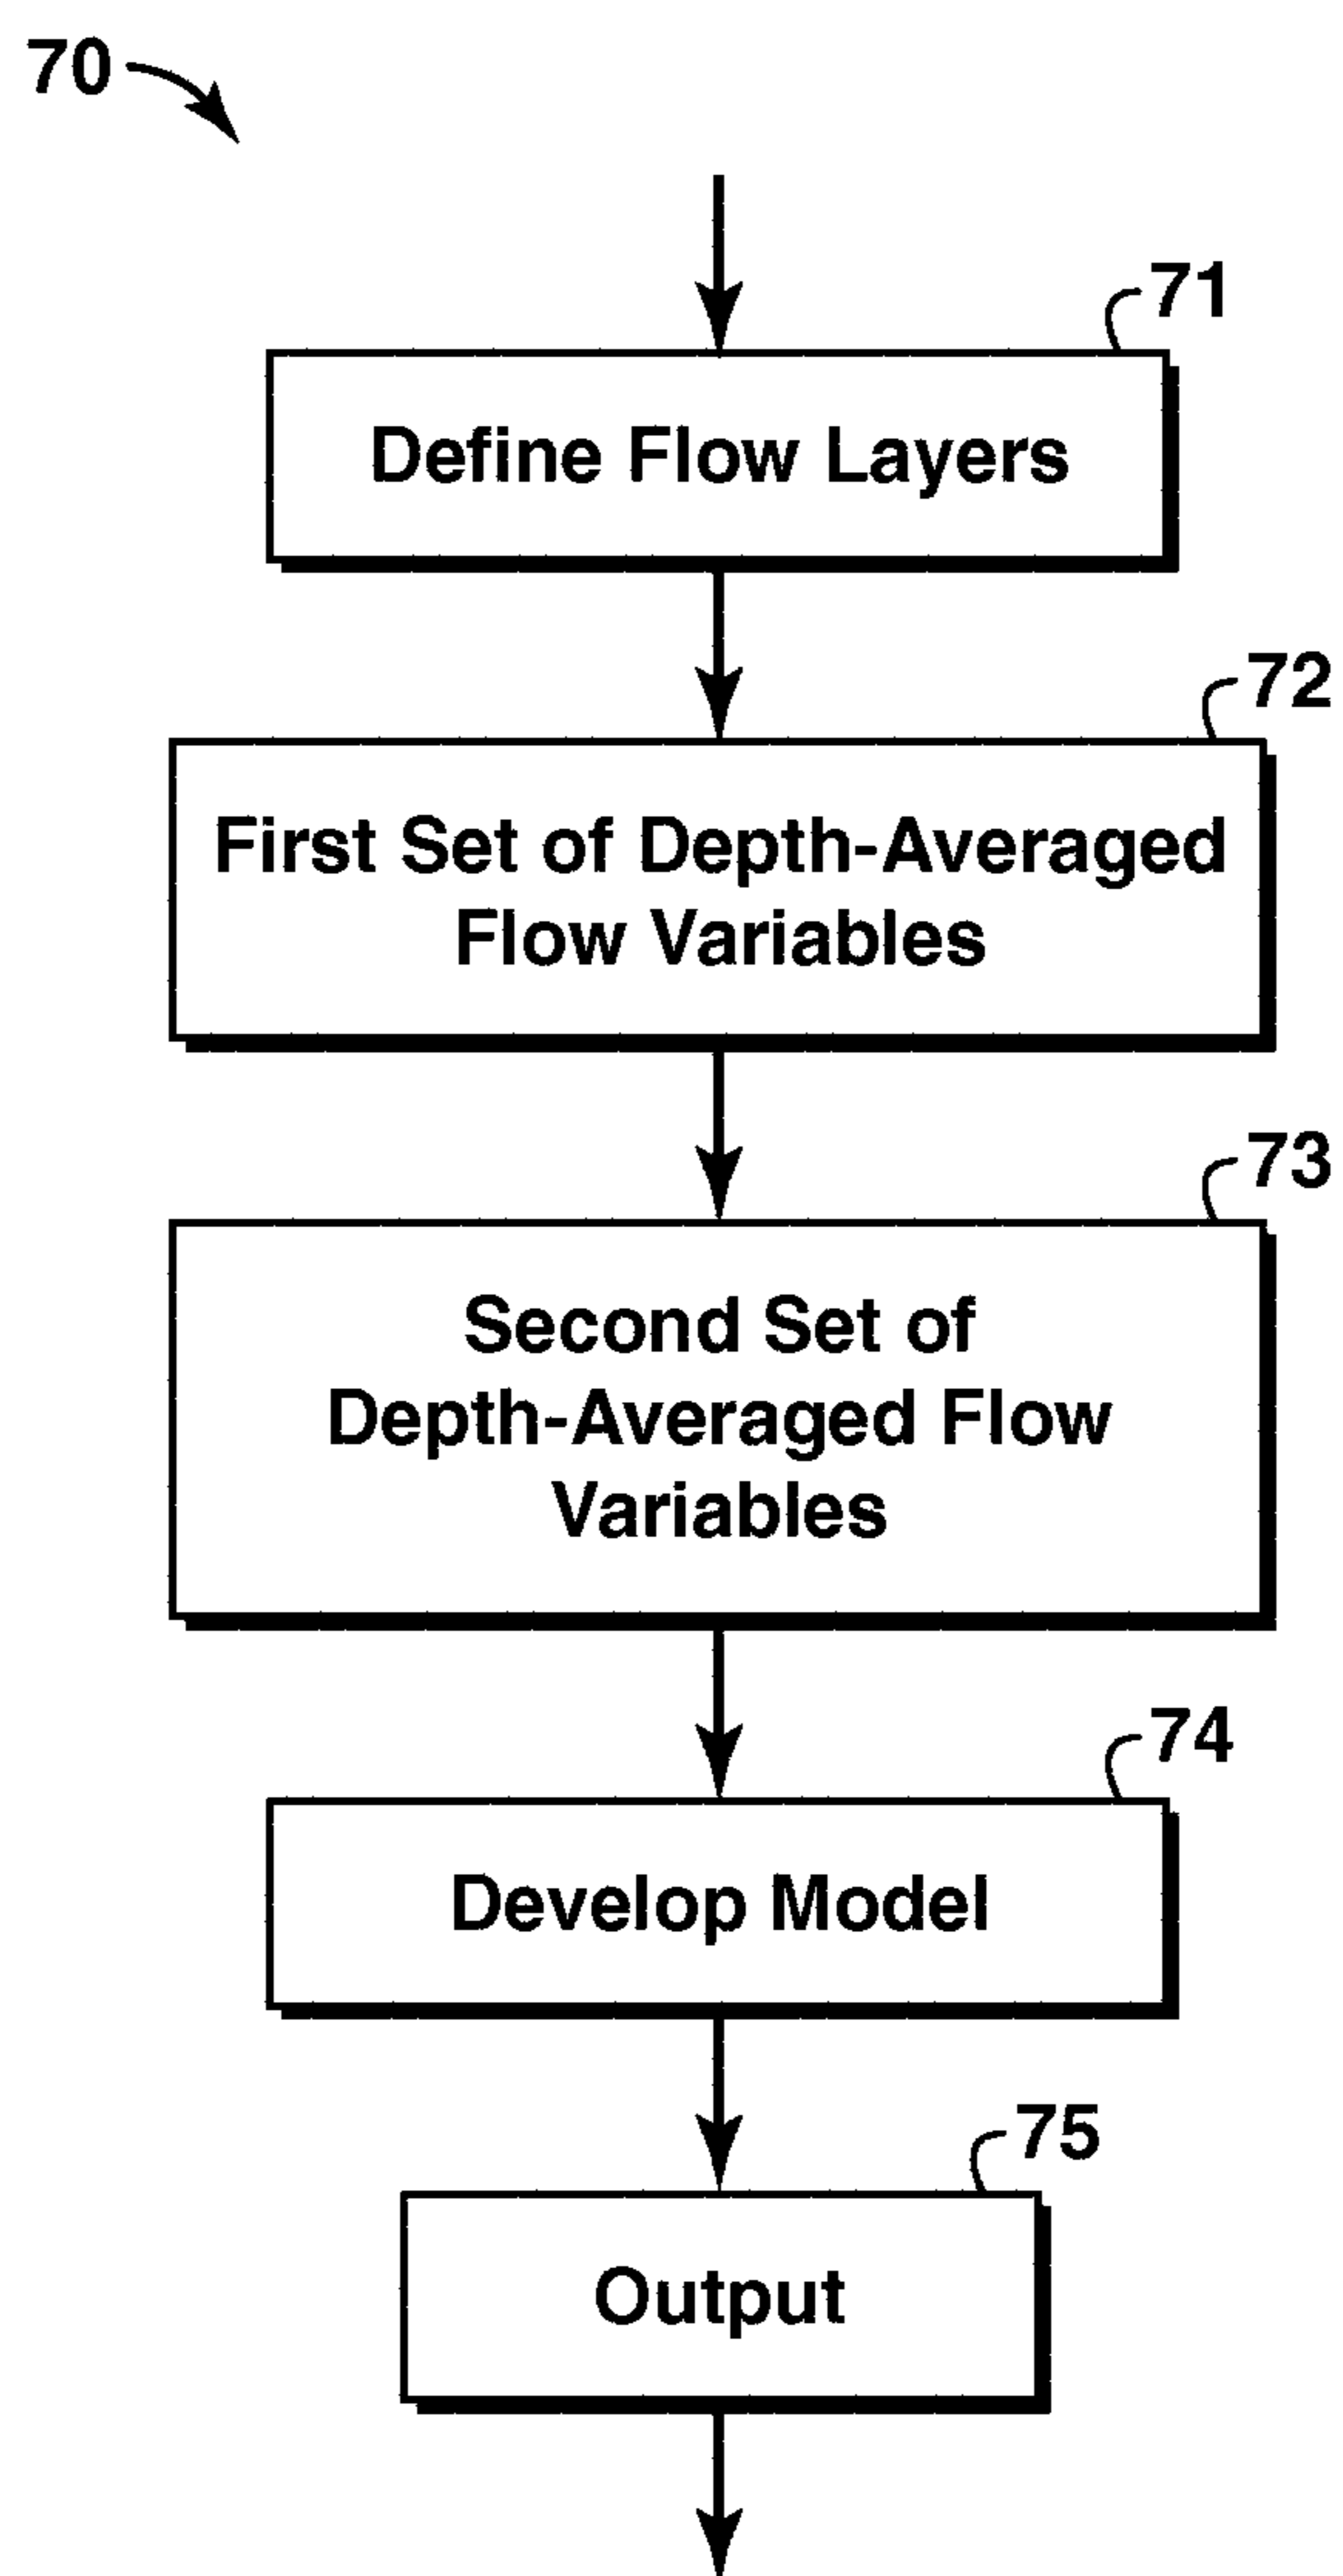 70
71
Define Flow Layers
72
First Set of Depth-Averaged
Flow Variables
73
Second Set of
Depth-Averaged Flow
Variables
74
Develop Model
75
Output